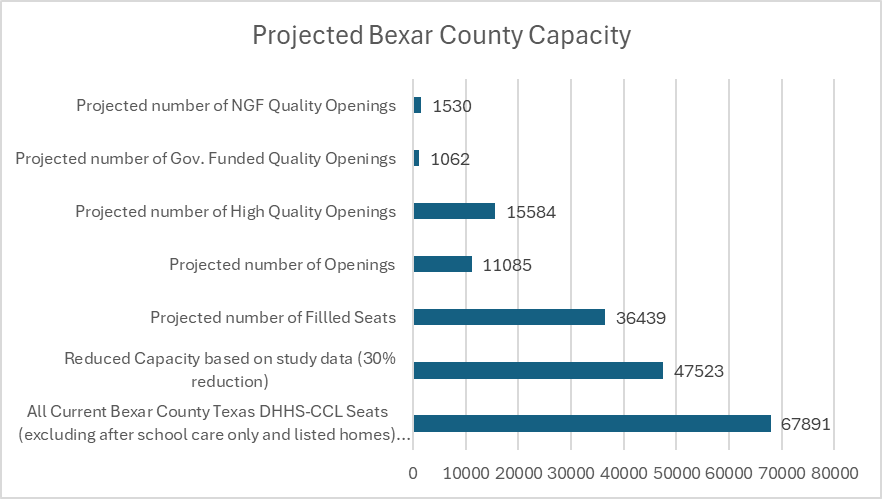 Projected Bexar County Capacity
Projected number of NGF Quality Openings
1530
Projected number of Gov. Funded Quality Openings
1062
Projected number of High Quality Openings
15584
Projected number of Openings
11085
Projected number of Fillled Seats
36439
Reduced Capacity based on study data (30%
reduction)
47523
All Current Bexar County Texas DHHS-CCL Seats
(excluding after school care only and listed homes)...
67891
0 10000 20000 30000 40000 50000 60000 70000 80000